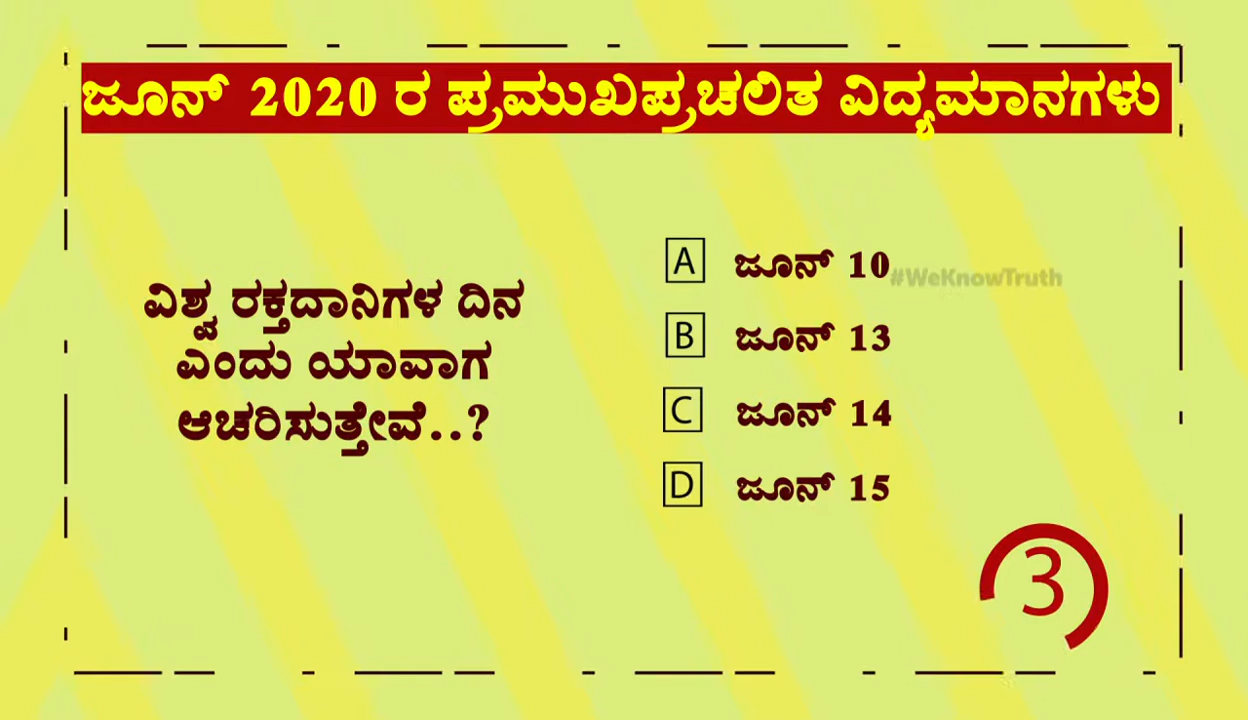 ಜೂನ್ 2020 ರ ಪ್ರಮುಖಪ್ರಚಲಿತ ವಿದ್ಯಮಾನಗಳು
ವಿಶ್ವ ರಕ್ತದಾನಿಗಳ ದಿನ
ಎಂದು ಯಾವಾಗ
ಆಚರಿಸುತ್ತೇವೆ..?
A ಜೂನ್ 10
#WeKnowTruth
B ಜೂನ್ 13
C ಜೂನ್ 14
D ಜೂನ್ 15
3